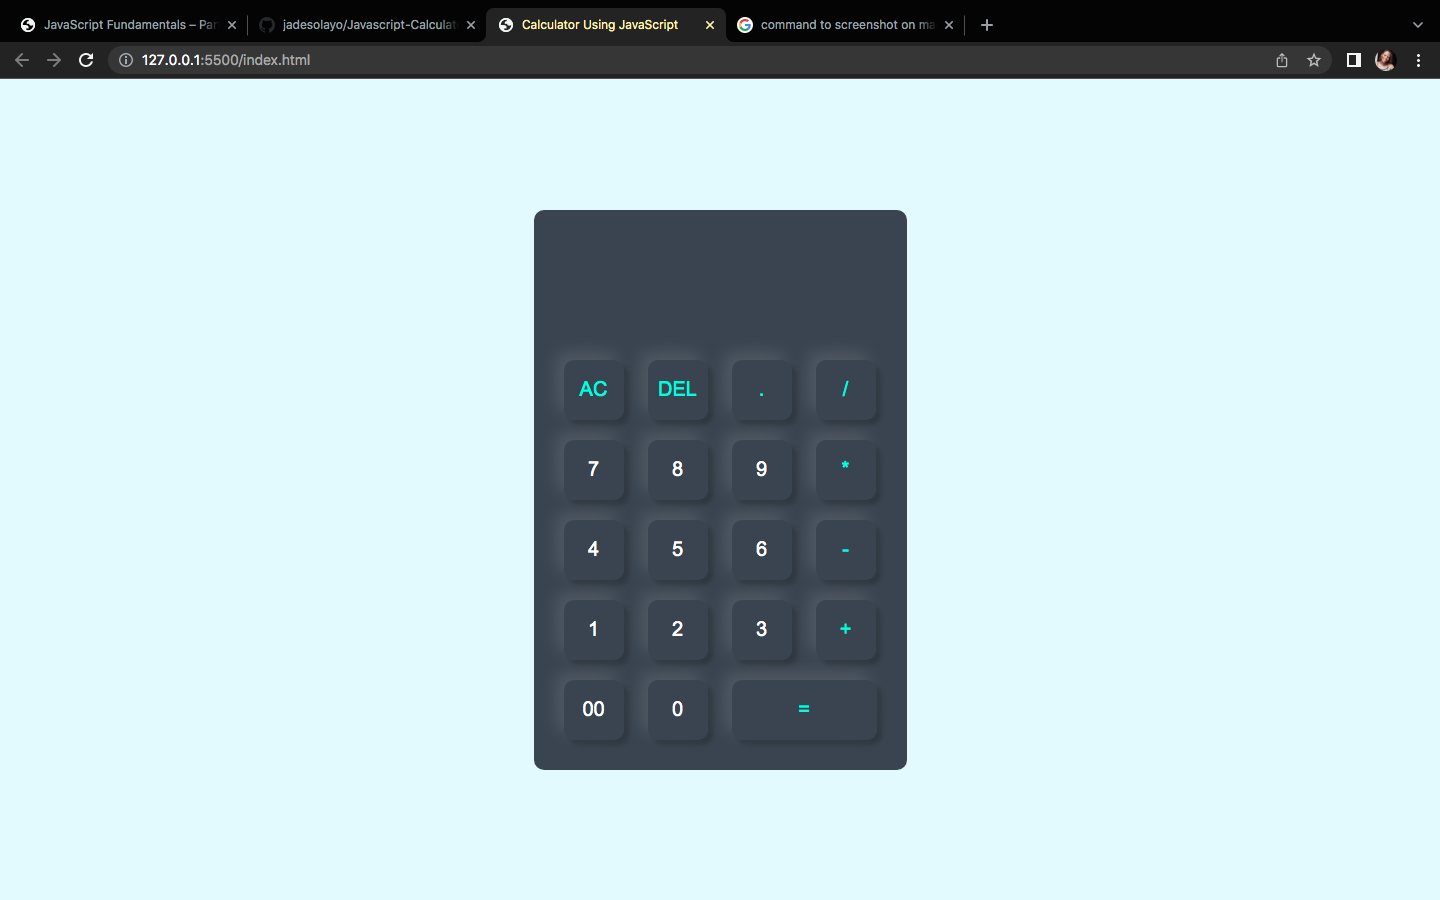 JavaScript Fundamentals – Par
jadesolayo/Javascript-Calculat
Calculator Using JavaScript
command to screenshot on ma
127.0.0.1:5500/index.html
AC DEL . /
7 8 9 *
4 5 6 -
1 2 3 +
00 0 =